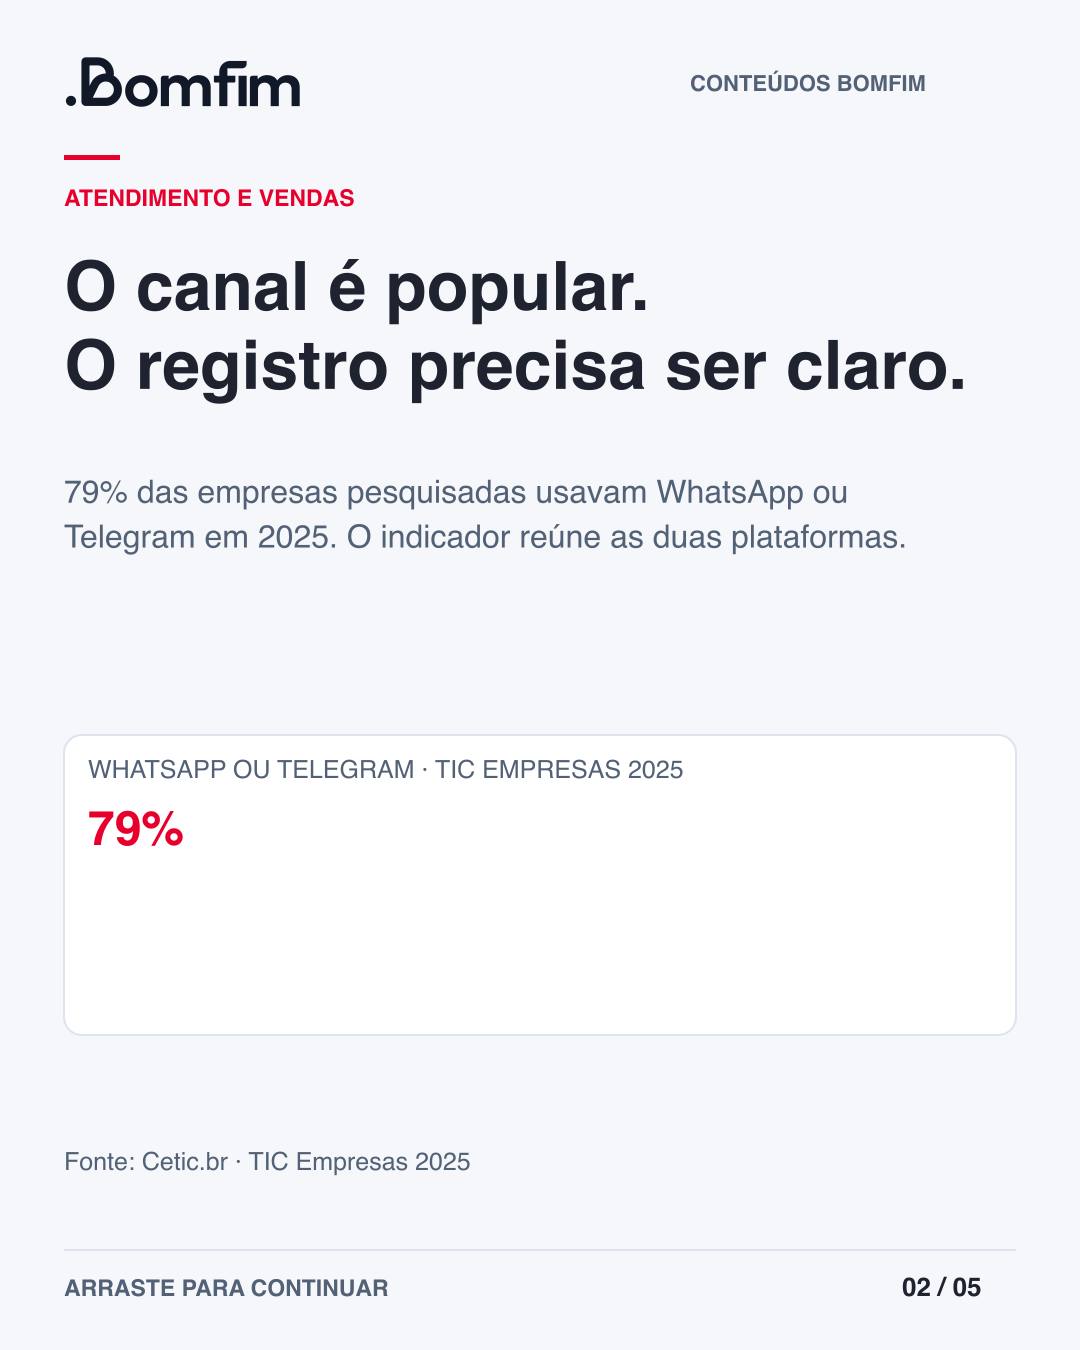 .Bomfim
CONTEÚDOS BOMFIM
ATENDIMENTO E VENDAS
O canal é popular.
O registro precisa ser claro.
79% das empresas pesquisadas usavam WhatsApp ou
Telegram em 2025. O indicador reúne as duas plataformas.
WHATSAPP OU TELEGRAM · TIC EMPRESAS 2025
79%
Fonte: Cetic.br · TIC Empresas 2025
ARRASTE PARA CONTINUAR
02 / 05